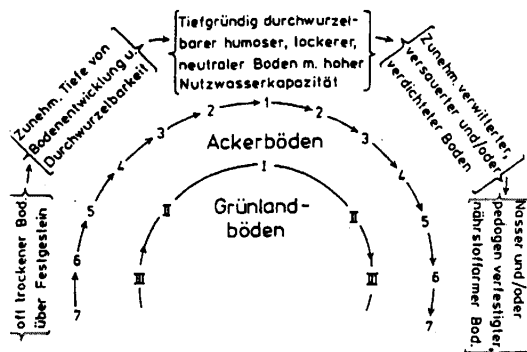 Tiefgründig durchwurzel-
barer humoser, lockerer,
neutraler Boden m. hoher
Nutzwasserkapazität
Zunehm. Tiefe von
Bodenentwicklung u.
Durchwurzelbarkeit
Zunehm. verwitterter,
versauerter und/oder
verdichteter Boden
oft trockener Bod.
über Festgestein
Nasser und/oder
pedogen verfestigter,
nährstoffarmer Bod.
7 6 5 4 3 2 1 2 3 4 5 6 7
Ackerböden
III II I II III
Grünland-
böden